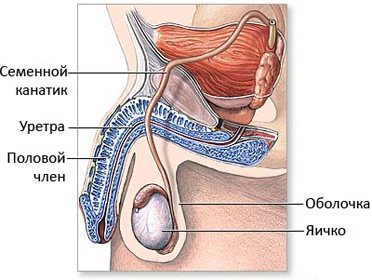 Семенной
канатик
Уретра
Половой
член
Оболочка
Яичко